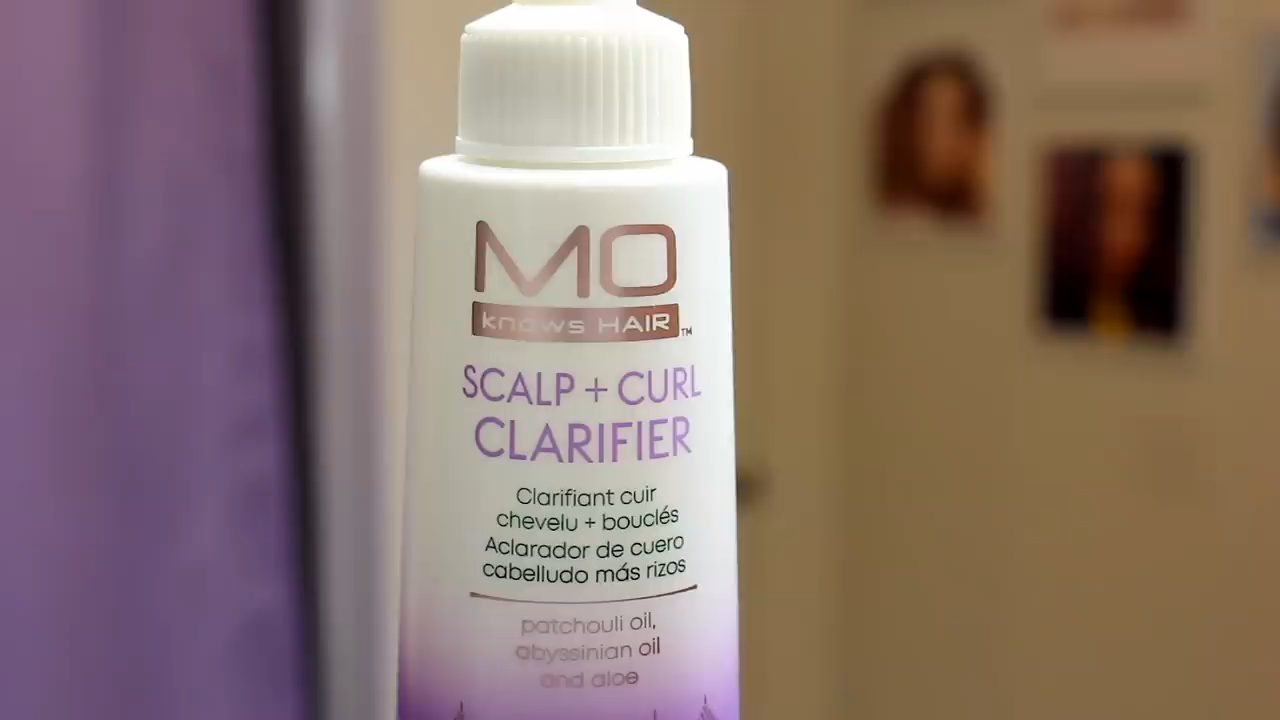 MO
knows HAIR™
SCALP + CURL
CLARIFIER
Clarifiant cuir
chevelu + bouclés
Aclarador de cuero
cabelludo más rizos
patchouli oil,
abyssinian oil
and aloe